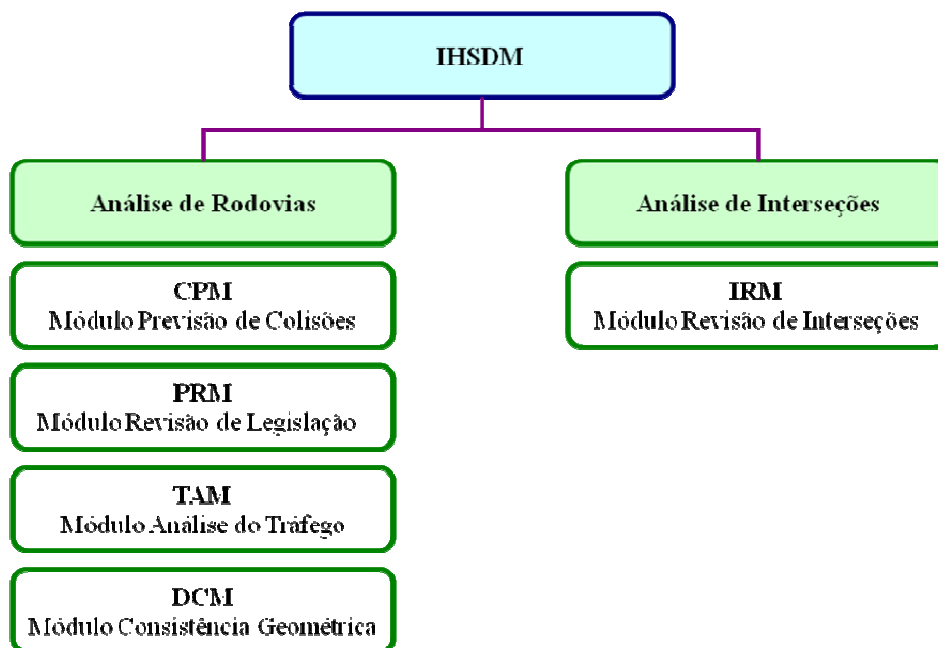 IHSDM
Análise de Rodovias
CPM
Módulo Previsão de Colisões
PRM
Módulo Revisão de Legislação
TAM
Módulo Análise do Tráfego
DCM
Módulo Consistência Geométrica
Análise de Interseções
IRM
Módulo Revisão de Interseções